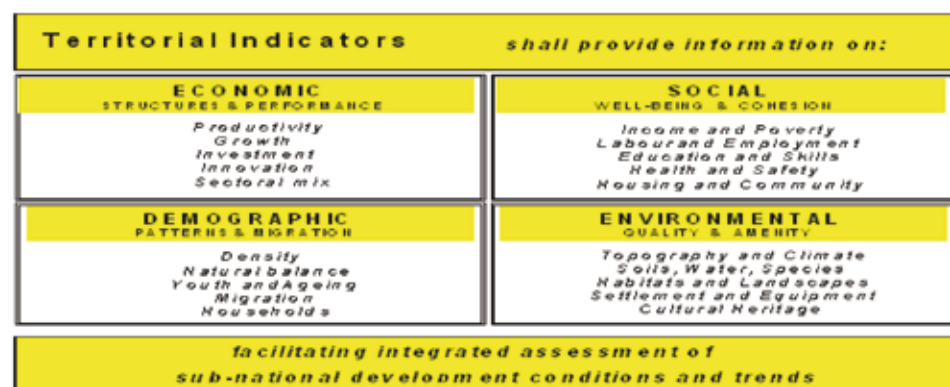 Territorial Indicators shall provide information on:
ECONOMIC
STRUCTURES & PERFORMANCE
Productivity
Growth
Investment
Innovation
Sectoral mix
SOCIAL
WELL-BEING & COHESION
Income and Poverty
Labour and Employment
Education and Skills
Health and Safety
Housing and Community
DEMOGRAPHIC
PATTERNS & MIGRATION
Density
Natural balance
Youth and Ageing
Migration
Households
ENVIRONMENTAL
QUALITY & AMENITY
Topography and Climate
Soils, Water, Species
Habitats and Landscapes
Settlement and Equipment
Cultural Heritage
facilitating integrated assessment of
sub-national development conditions and trends